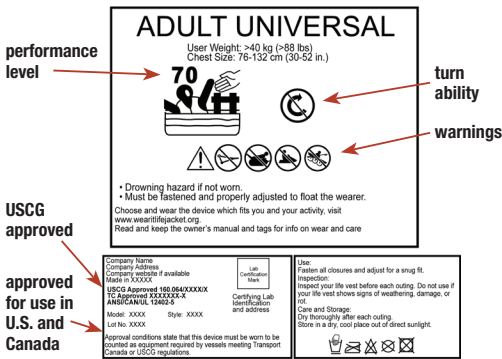 ADULT UNIVERSAL
User Weight: >40 kg (>88 lbs)
Chest Size: 76-132 cm (30-52 in.)
performance
level
70
turn
ability
warnings
• Drowning hazard if not worn.
• Must be fastened and properly adjusted to float the wearer.
Choose and wear the device which fits you and your activity, visit
www.wearitlifejacket.org.
Read and keep the owner's manual and tags for info on wear and care
USCG
approved
approved
for use in
U.S. and
Canada
Company Name
Company Address
Company website if available
Made in XXXXX
USCG Approved 160.064/XXXX/X
TC Approved XXXXXXX-X
ANSI/CAN/UL 12402-5
Model: XXXX Style: XXXX
Lot No. XXXX
Lab
Certification
Mark
Certifying Lab
Identification
and address
Approval conditions state that this device must be worn to be
counted as equipment required by vessels meeting Transport
Canada or USCG regulations.
Use:
Fasten all closures and adjust for a snug fit.
Inspection:
Inspect your life vest before each outing. Do not use if
your life vest shows signs of weathering, damage, or
rot.
Care and Storage:
Dry thoroughly after each outing.
Store in a dry, cool place out of direct sunlight.